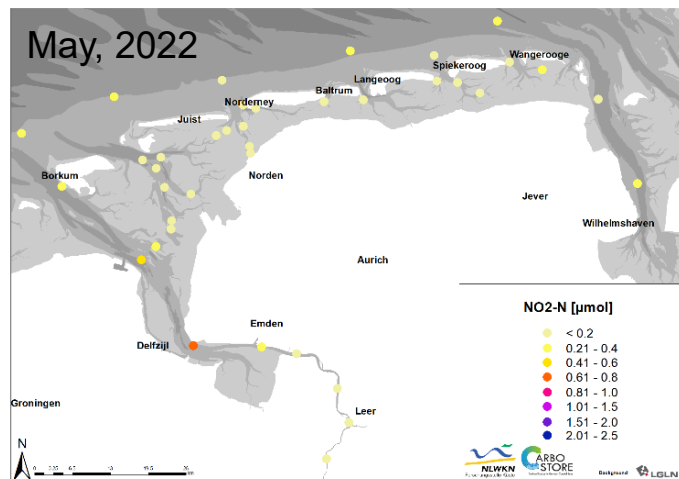 May, 2022
Wangerooge
Spiekeroog
Langeoog
Baltrum
Norderney
Juist
Borkum
Norden
Jever
Wilhelmshaven
Aurich
NO2-N [µmol]
< 0.2
0.21 - 0.4
0.41 - 0.6
0.61 - 0.8
0.81 - 1.0
1.01 - 1.5
1.51 - 2.0
2.01 - 2.5
Emden
Delfzijl
Leer
Groningen
N
NLWKN
CARBO
STORE
Background
LGLN